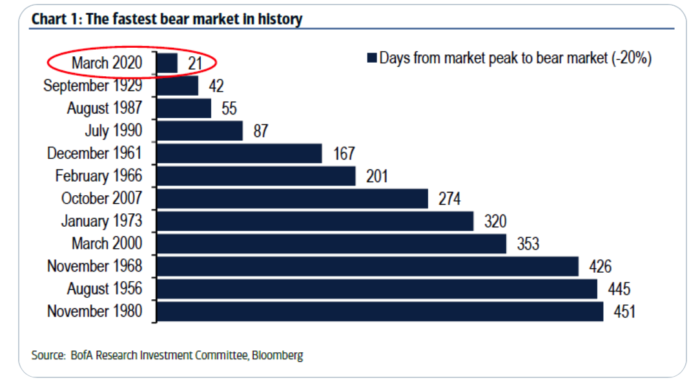 Chart 1: The fastest bear market in history
Days from market peak to bear market (-20%)
March 2020 21
September 1929 42
August 1987 55
July 1990 87
December 1961 167
February 1966 201
October 2007 274
January 1973 320
March 2000 353
November 1968 426
August 1956 445
November 1980 451
Source: BofA Research Investment Committee, Bloomberg